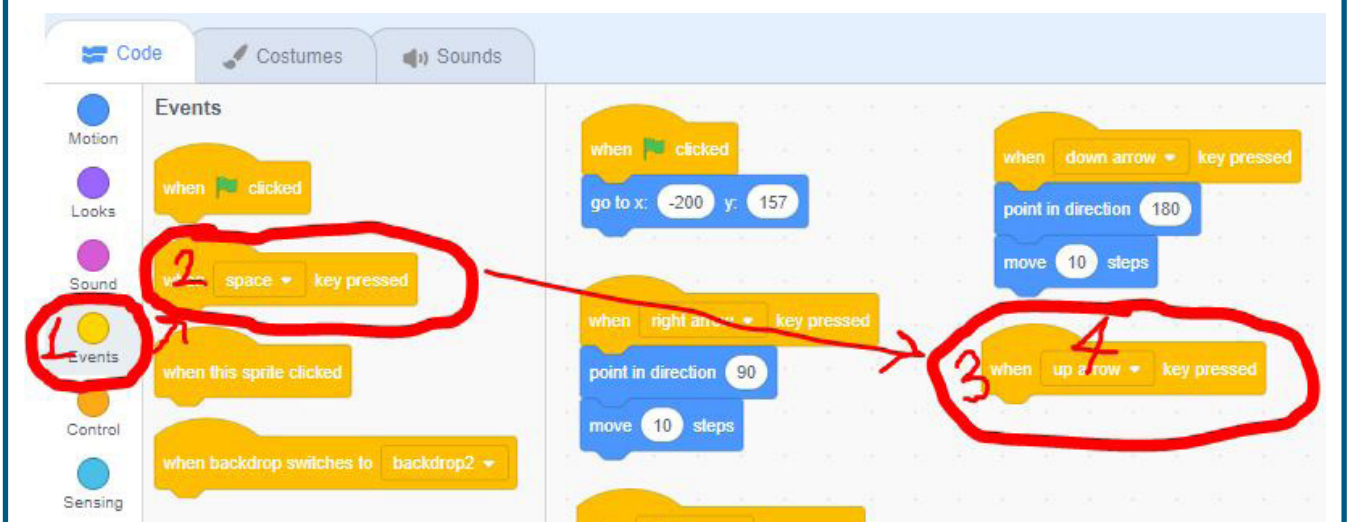 Code
Costumes
Sounds
Motion
Looks
Sound
Events
Control
Sensing
Events
when clicked
2
when space key pressed
when this sprite clicked
when backdrop switches to backdrop2
1
when clicked
go to x: -200 y: 157
when right arrow key pressed
point in direction 90
move 10 steps
when down arrow key pressed
point in direction 180
move 10 steps
3
4
when up arrow key pressed